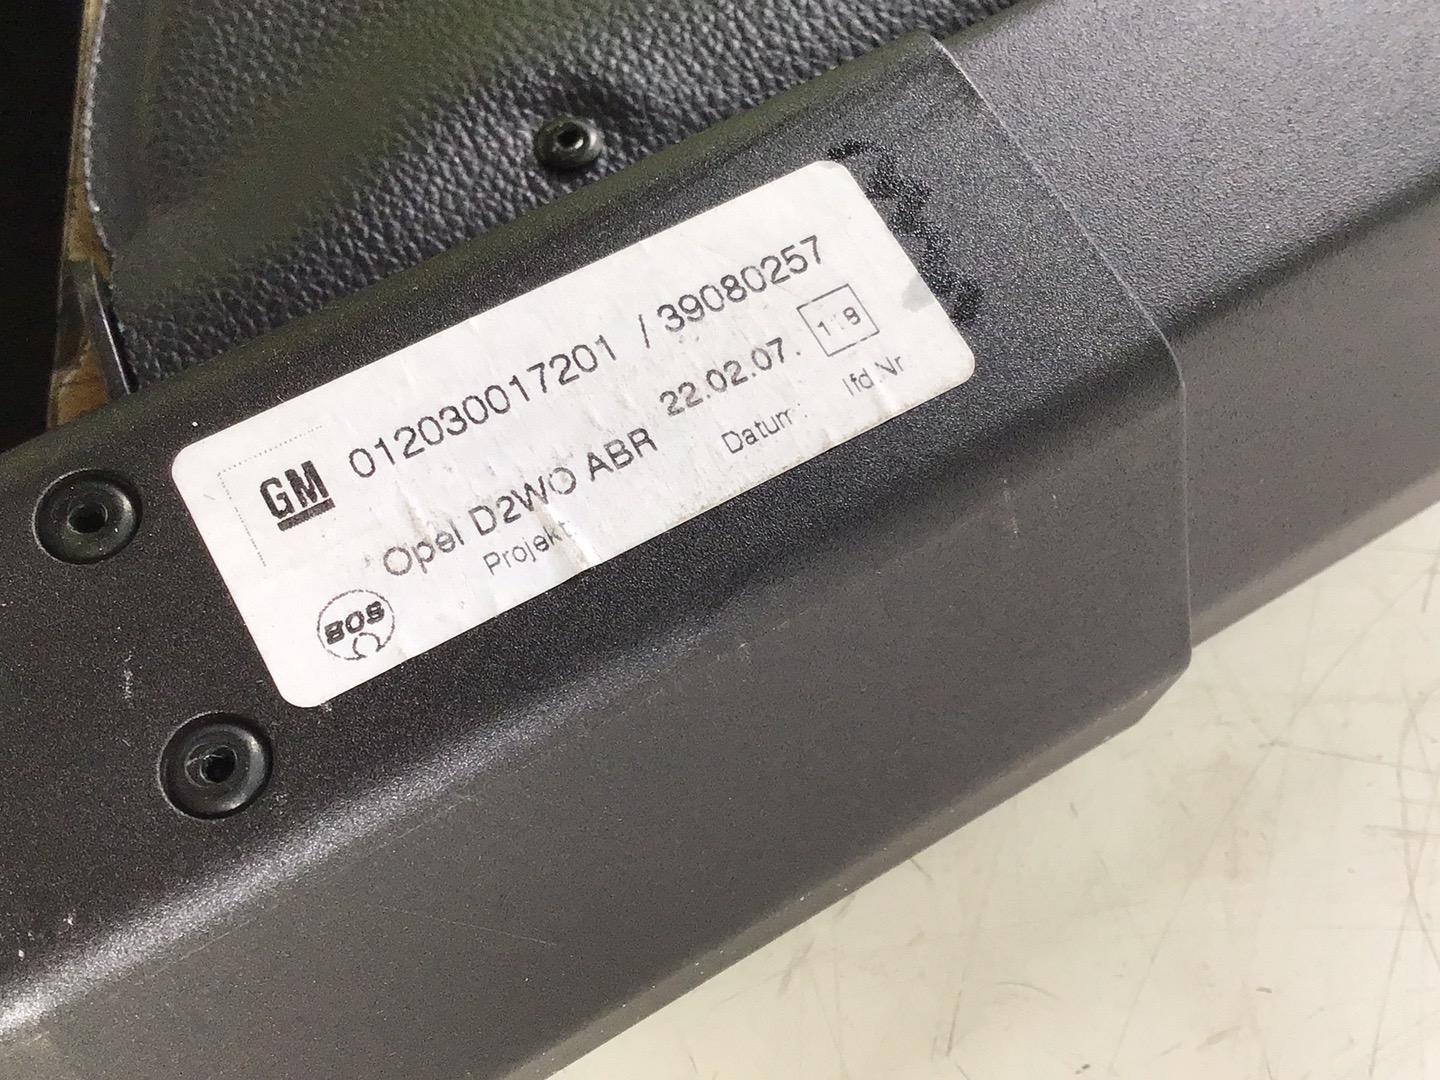 GM 012030017201 / 39080257
Opel D2WO ABR 22.02.07.
Projekt Datum: lfd Nr
BOS